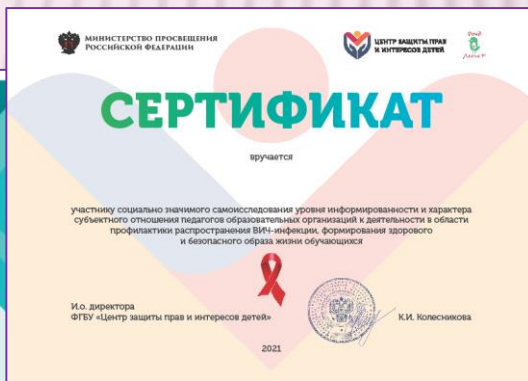 МИНИСТЕРСТВО ПРОСВЕЩЕНИЯ
РОССИЙСКОЙ ФЕДЕРАЦИИ
ЦЕНТР ЗАЩИТЫ ПРАВ
И ИНТЕРЕСОВ ДЕТЕЙ
СЕРТИФИКАТ
вручается
участнику социально значимого самоисследования уровня информированности и характера
субъектного отношения педагогов образовательных организаций к деятельности в области
профилактики распространения ВИЧ-инфекции, формирования здорового
и безопасного образа жизни обучающихся
И.о. директора
ФГБУ «Центр защиты прав и интересов детей»
К.И. Колесникова
2021